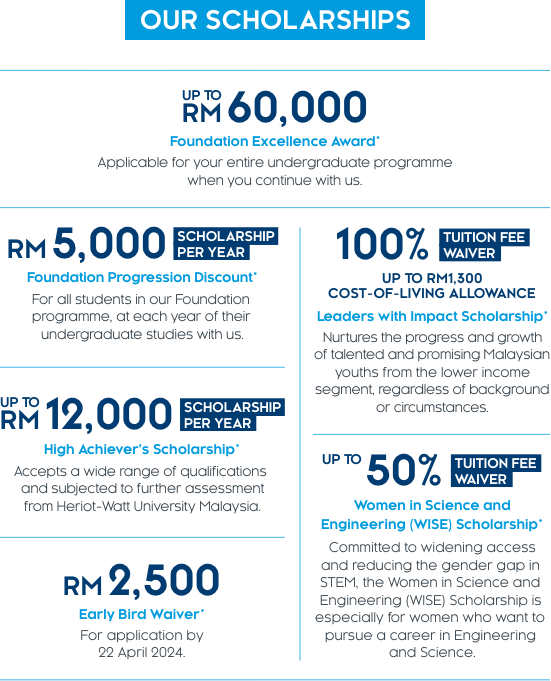 OUR SCHOLARSHIPS
UP TO
RM 60,000
Foundation Excellence Award*
Applicable for your entire undergraduate programme
when you continue with us.
RM 5,000 SCHOLARSHIP
PER YEAR
Foundation Progression Discount*
For all students in our Foundation
programme, at each year of their
undergraduate studies with us.
UP TO
RM 12,000 SCHOLARSHIP
PER YEAR
High Achiever's Scholarship*
Accepts a wide range of qualifications
and subjected to further assessment
from Heriot-Watt University Malaysia.
RM 2,500
Early Bird Waiver*
For application by
22 April 2024.
100% TUITION FEE
WAIVER
UP TO RM1,300
COST-OF-LIVING ALLOWANCE
Leaders with Impact Scholarship*
Nurtures the progress and growth
of talented and promising Malaysian
youths from the lower income
segment, regardless of background
or circumstances.
UP TO 50% TUITION FEE
WAIVER
Women in Science and
Engineering (WISE) Scholarship*
Committed to widening access
and reducing the gender gap in
STEM, the Women in Science and
Engineering (WISE) Scholarship is
especially for women who want to
pursue a career in Engineering
and Science.